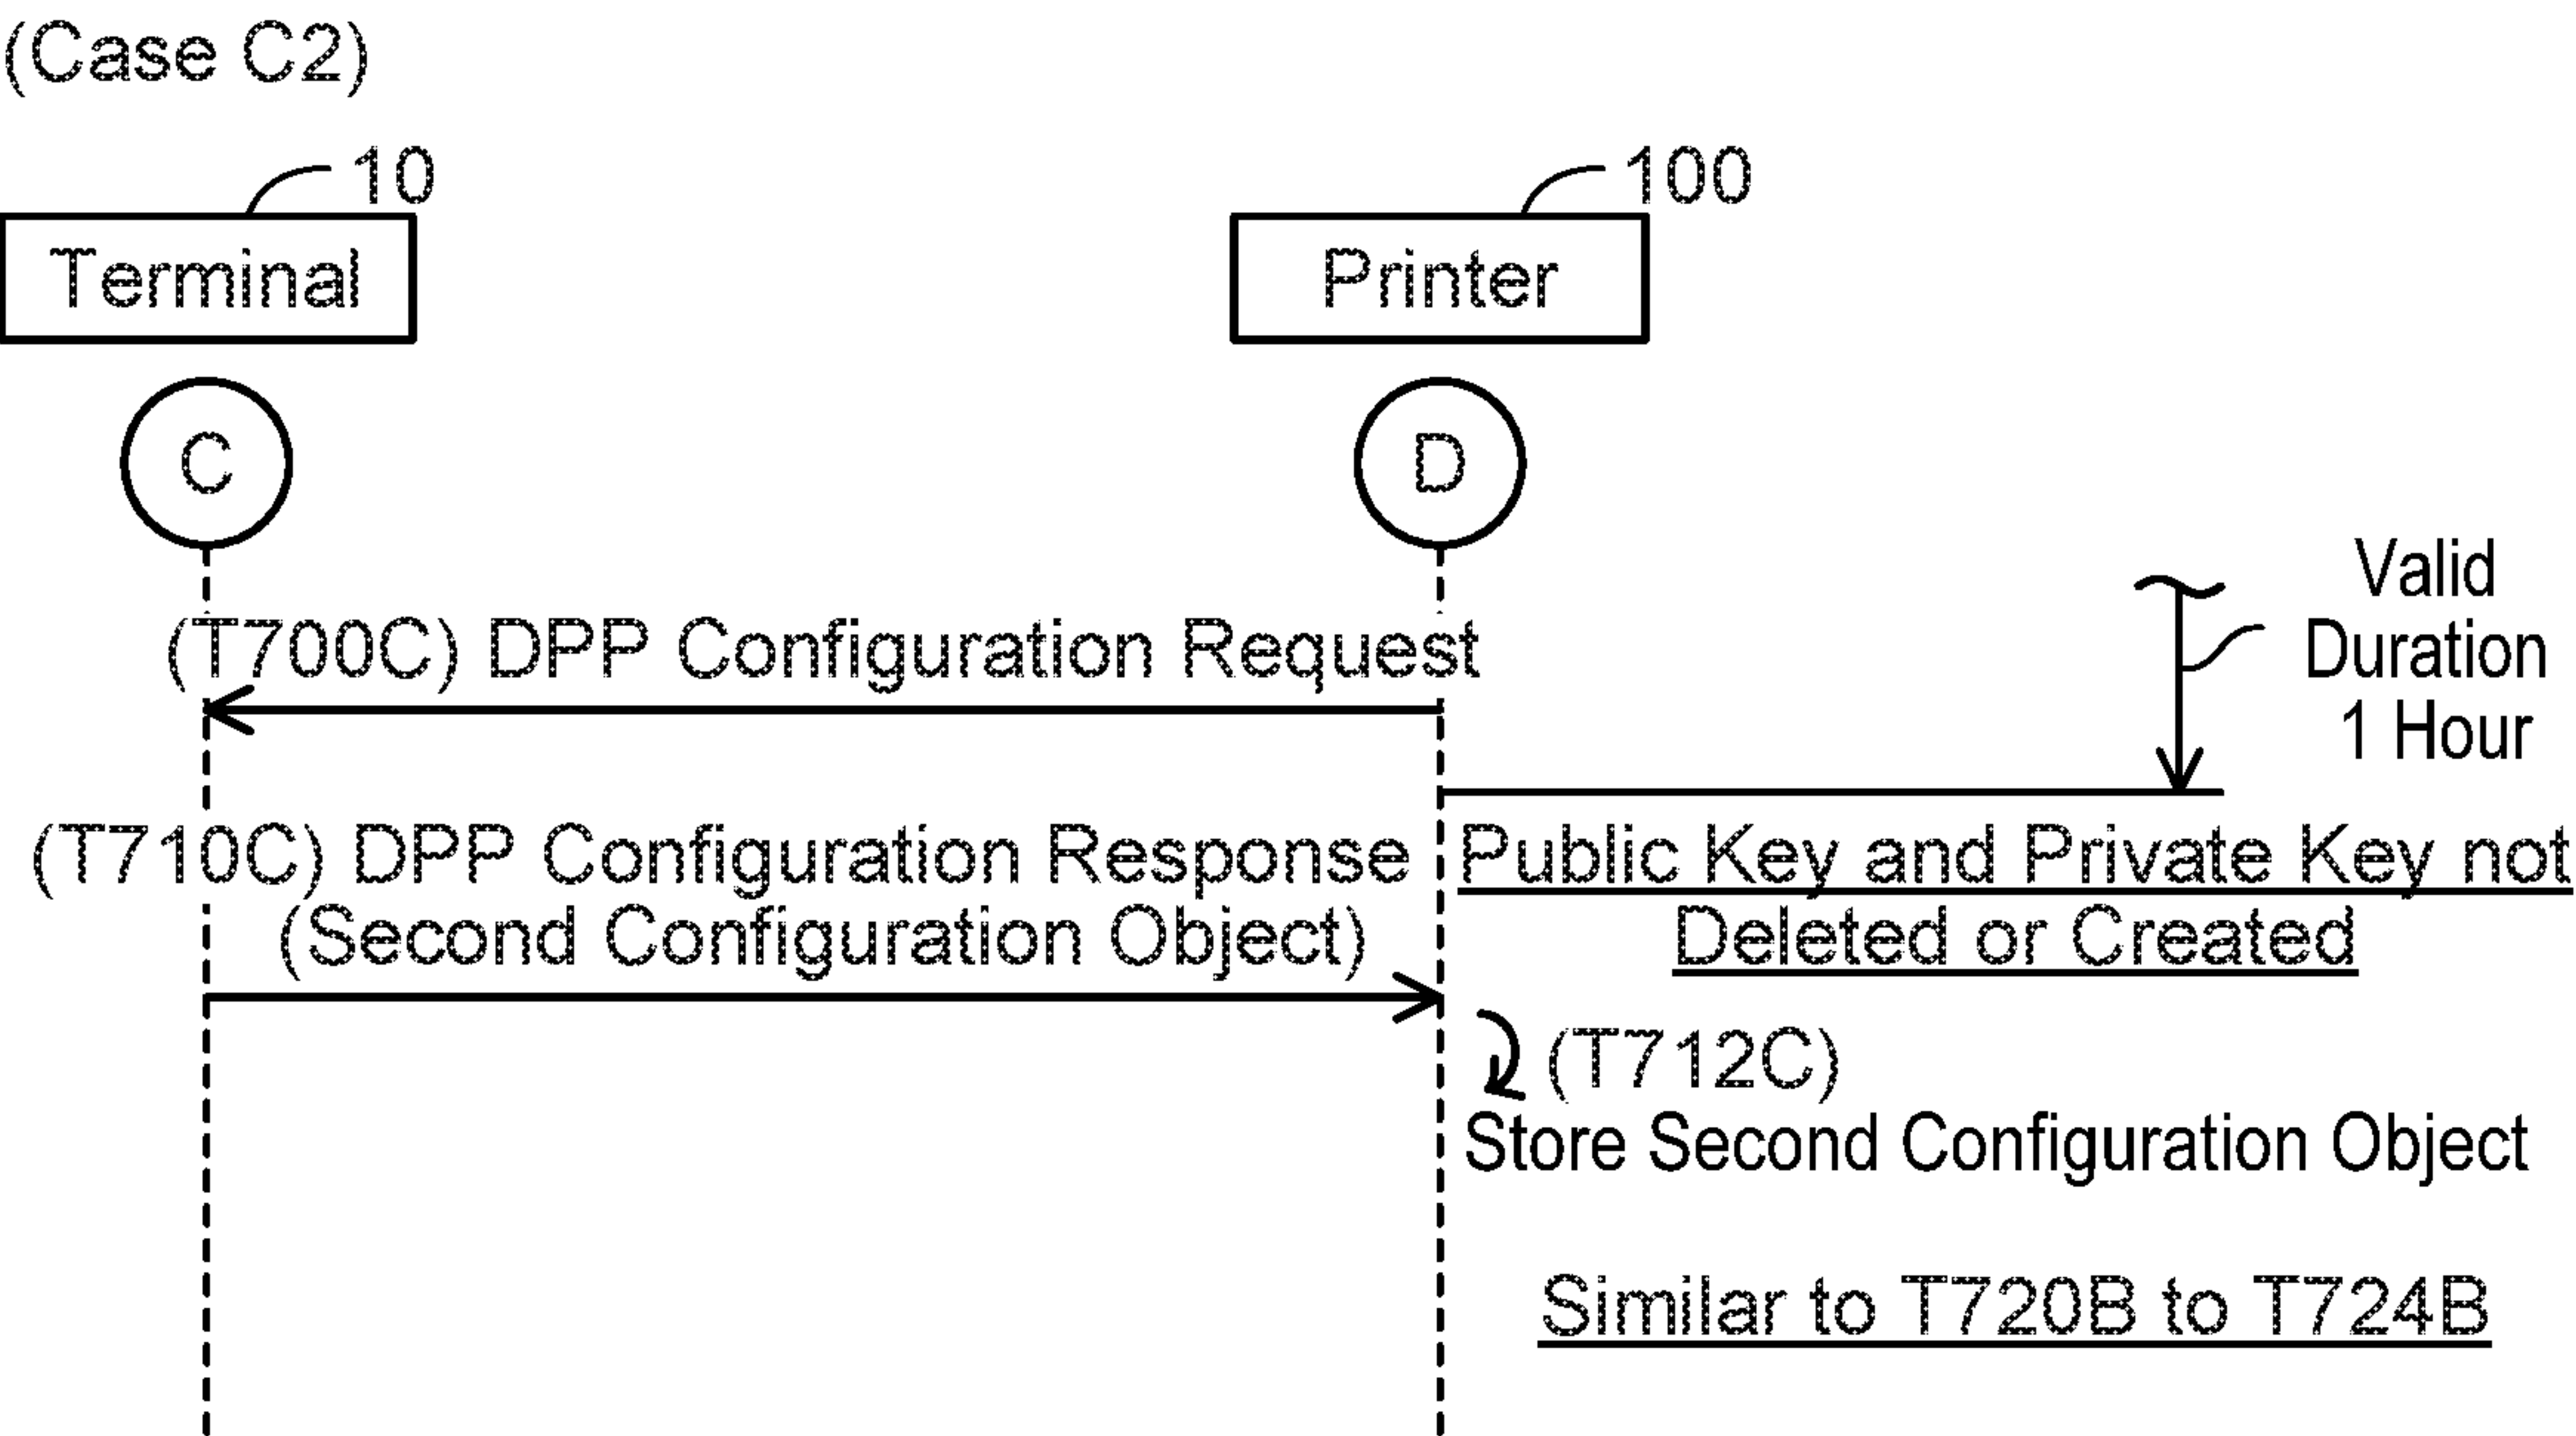 (Case C2)
10
100
Terminal
Printer
C
D
Valid
Duration
1 Hour
(T700C) DPP Configuration Request
(T710C) DPP Configuration Response
(Second Configuration Object)
Public Key and Private Key not
Deleted or Created
(T712C)
Store Second Configuration Object
Similar to T720B to T724B